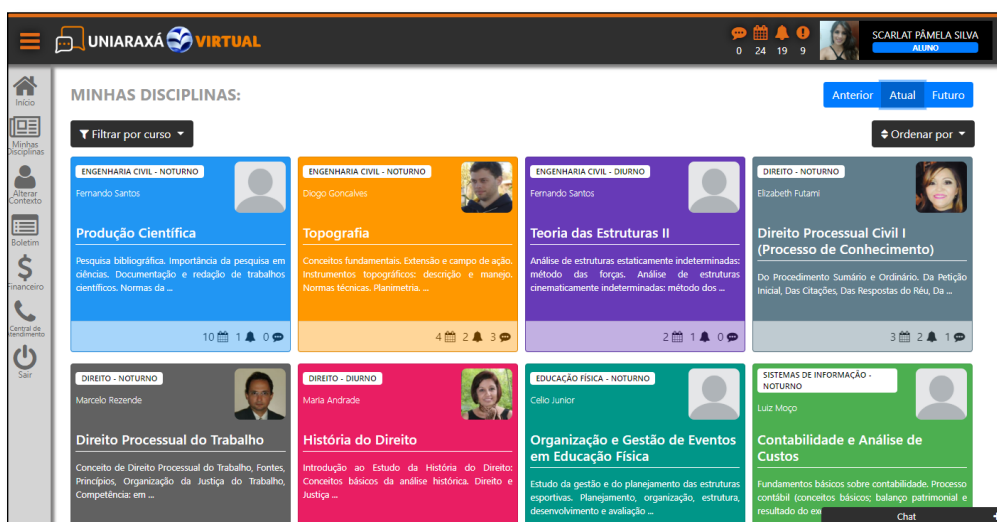 UNIARAXÁ VIRTUAL
0 24 19 9
SCARLAT PÂMELA SILVA
ALUNO
Início
Minhas
Disciplinas
Alterar
Contexto
Boletim
Financeiro
Central de
Atendimento
Sair
MINHAS DISCIPLINAS:
Anterior Atual Futuro
Filtrar por curso
Ordenar por
ENGENHARIA CIVIL - NOTURNO
Fernando Santos
Produção Científica
Pesquisa bibliográfica. Importância da pesquisa em
ciências. Documentação e redação de trabalhos
científicos. Normas da ...
10 1 0
ENGENHARIA CIVIL - NOTURNO
Diogo Goncalves
Topografia
Conceitos fundamentais. Extensão e campo de ação.
Instrumentos topográficos: descrição e manejo.
Normas técnicas. Planimetria. ...
4 2 3
ENGENHARIA CIVIL - DIURNO
Fernando Santos
Teoria das Estruturas II
Análise de estruturas estaticamente indeterminadas:
método das forças. Análise de estruturas
cinematicamente indeterminadas: método dos ...
2 1 0
DIREITO - NOTURNO
Elizabeth Futami
Direito Processual Civil I
(Processo de Conhecimento)
Do Procedimento Sumário e Ordinário. Da Petição
Inicial, Das Citações, Das Respostas do Réu, Da ...
3 2 1
DIREITO - NOTURNO
Marcelo Rezende
Direito Processual do Trabalho
Conceito de Direito Processual do Trabalho, Fontes,
Princípios, Organização da Justiça do Trabalho,
Competência: em ...
DIREITO - DIURNO
Maria Andrade
História do Direito
Introdução ao Estudo da História do Direito:
Conceitos básicos da análise histórica. Direito e
Justiça ...
EDUCAÇÃO FÍSICA - NOTURNO
Celio Junior
Organização e Gestão de Eventos
em Educação Física
Estudo da gestão e do planejamento das estruturas
esportivas. Planejamento, organização, estrutura,
desenvolvimento e avaliação ...
SISTEMAS DE INFORMAÇÃO -
NOTURNO
Luiz Moço
Contabilidade e Análise de
Custos
Fundamentos básicos sobre contabilidade. Processo
contábil (conceitos básicos; balanço patrimonial e
resultado do
Chat